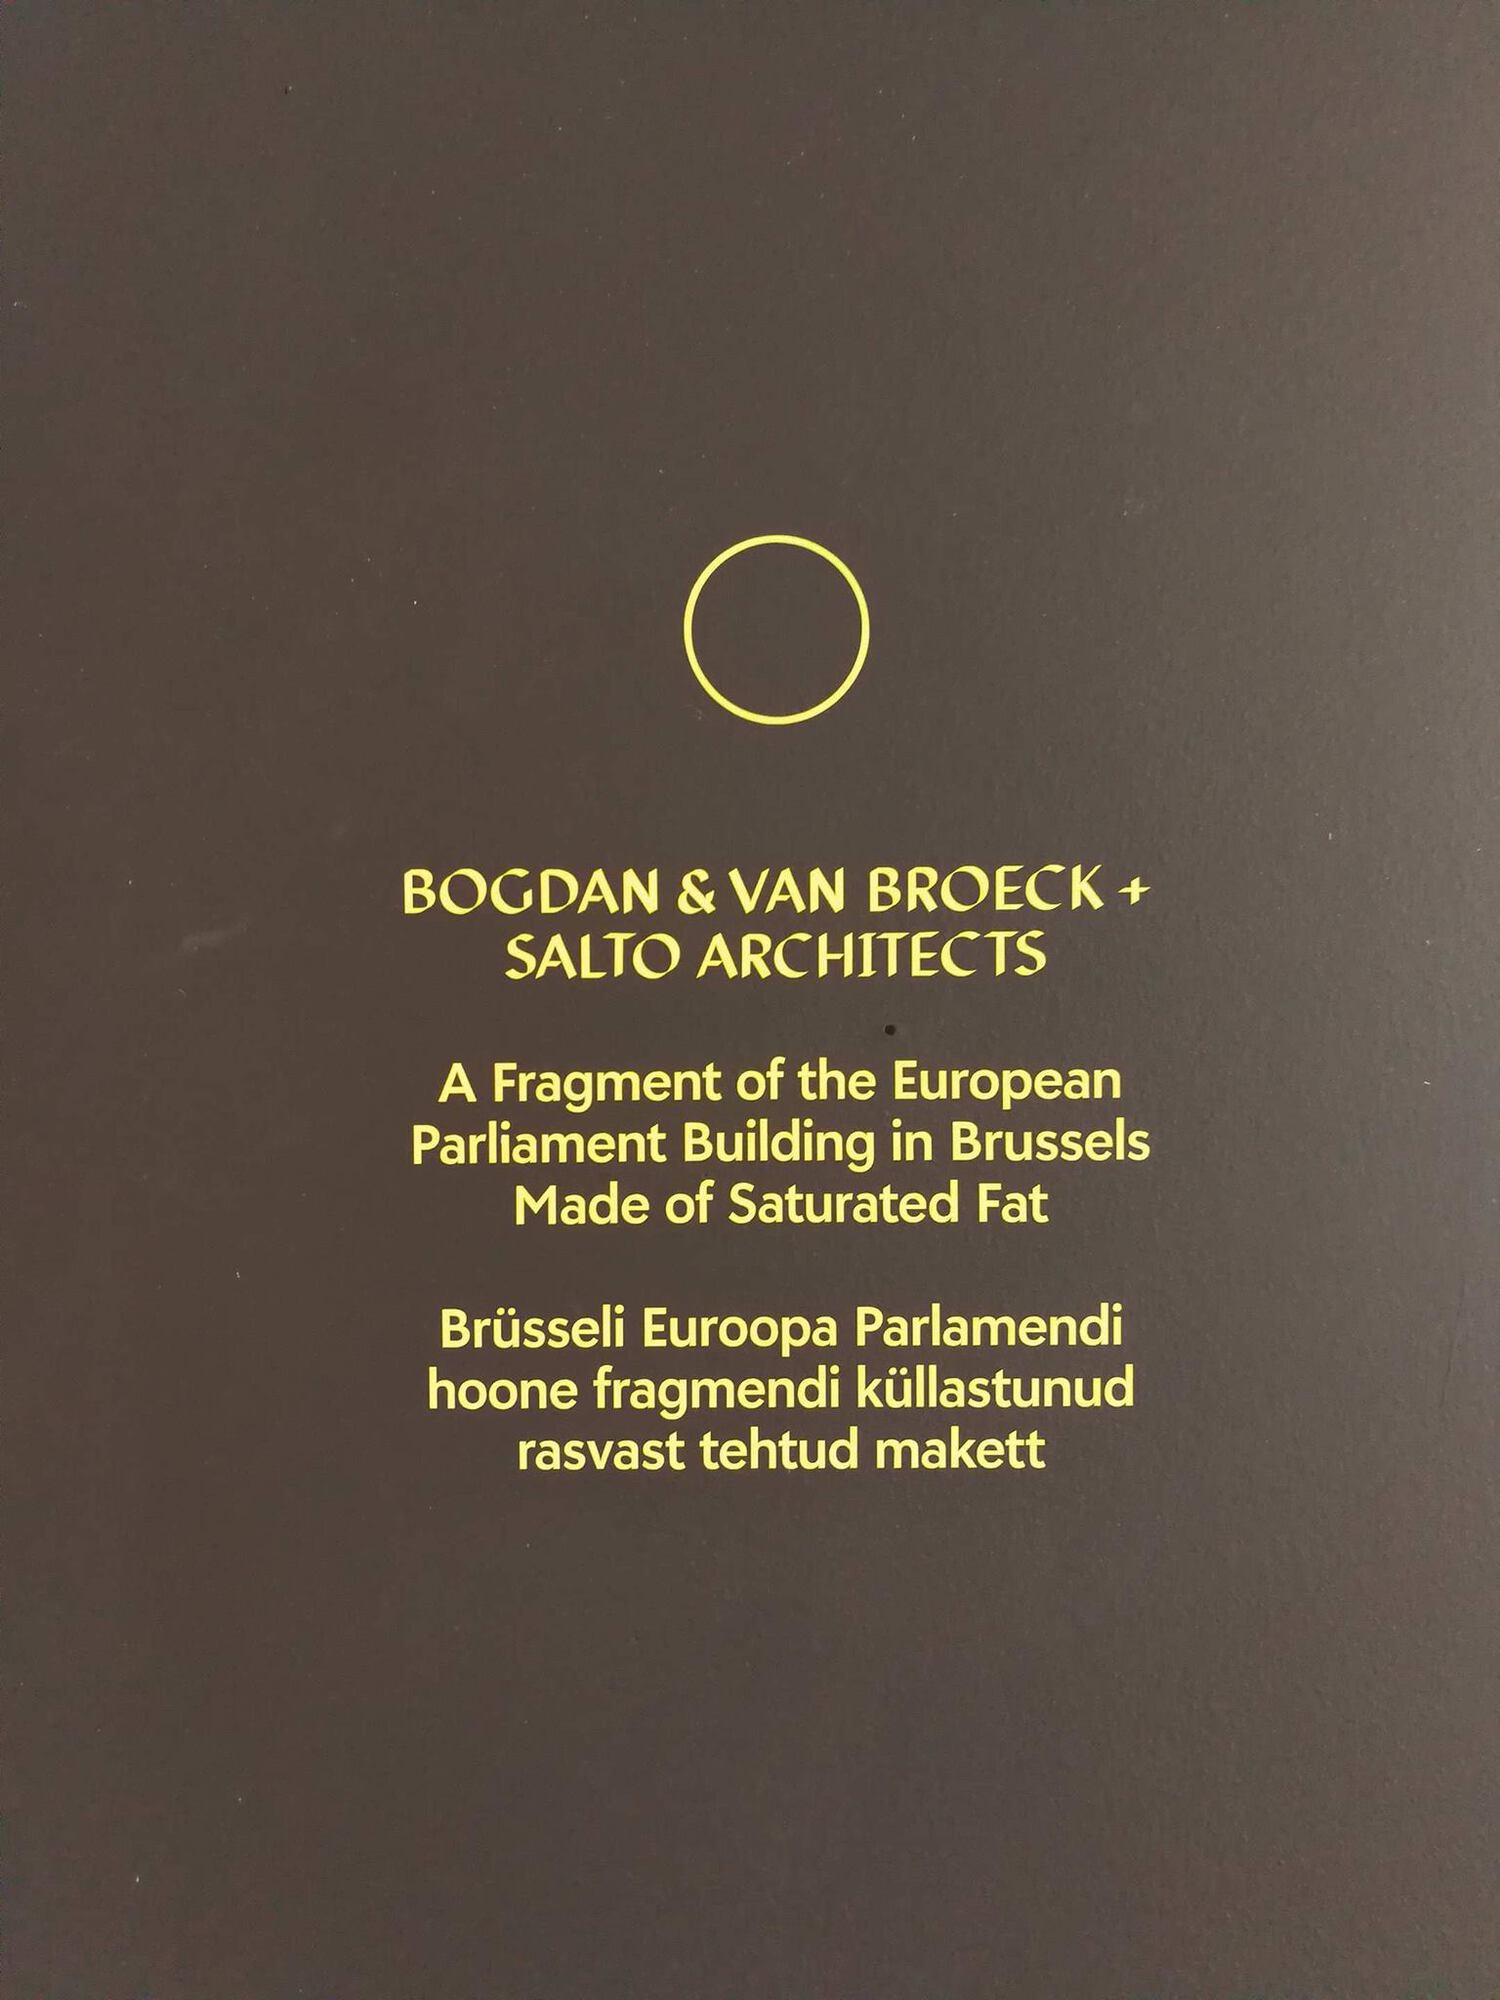 BOGDAN & VAN BROECK +
SALTO ARCHITECTS
A Fragment of the European
Parliament Building in Brussels
Made of Saturated Fat
Brüsseli Euroopa Parlamendi
hoone fragmendi küllastunud
rasvast tehtud makett